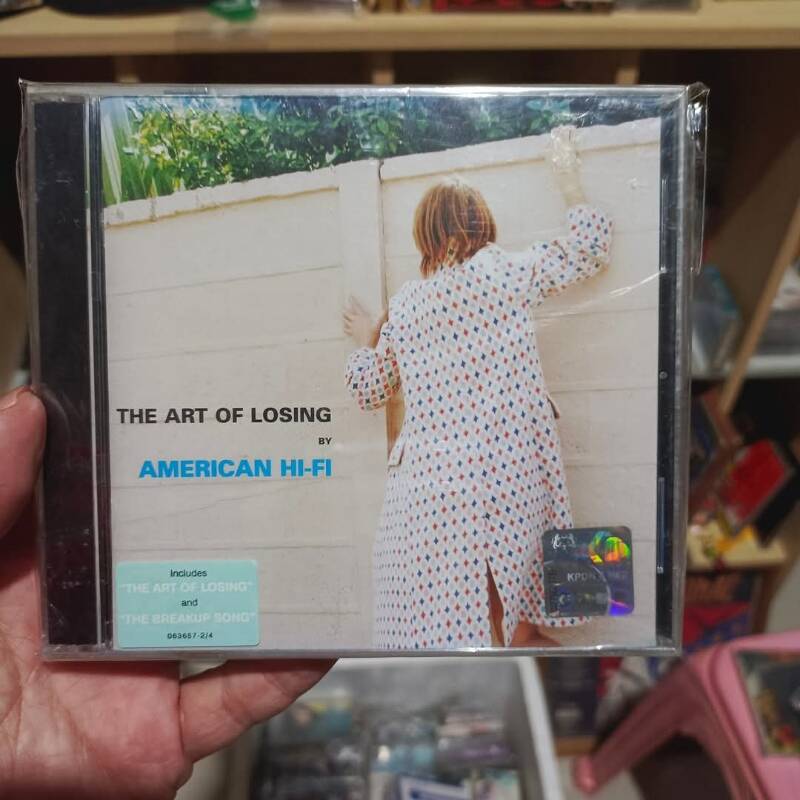 THE ART OF LOSING
BY
AMERICAN HI-FI
Includes
"THE ART OF LOSING"
and
"THE BREAKUP SONG"
063657-2/4
KPDN